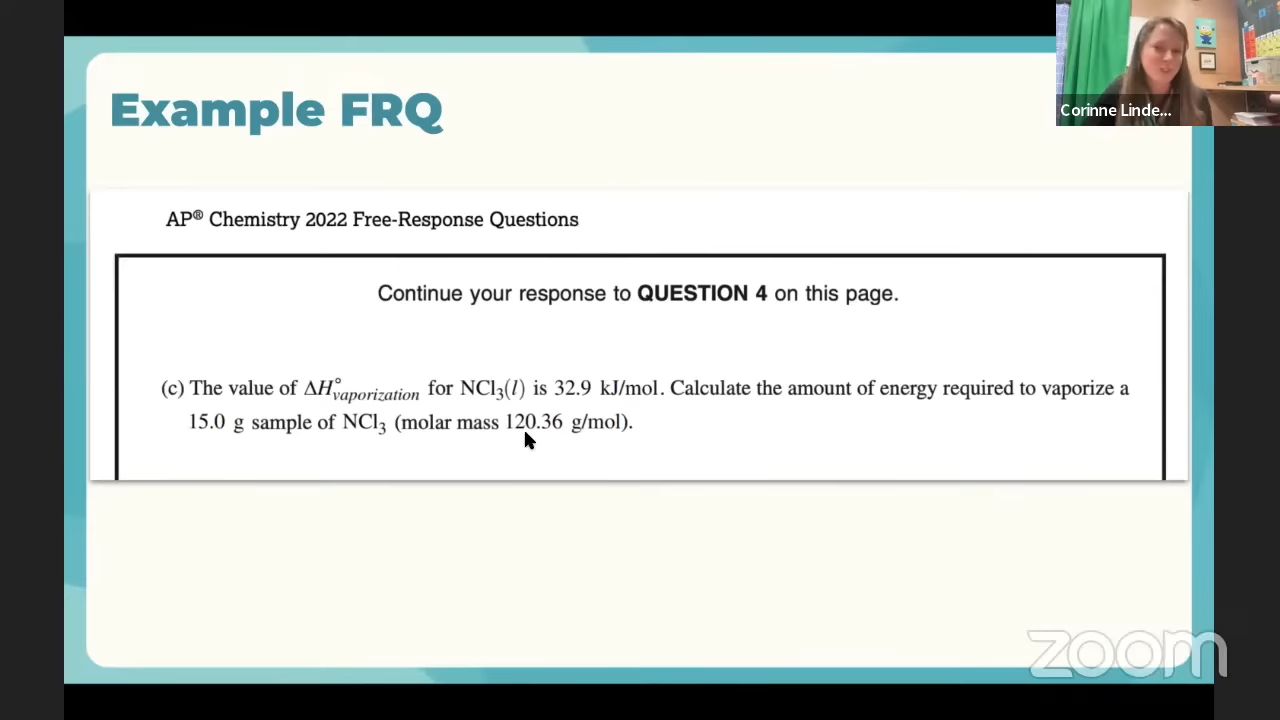 Example FRQ
Corinne Linde...
AP® Chemistry 2022 Free-Response Questions
Continue your response to QUESTION 4 on this page.
(c) The value of ΔH°vaporization for NCl₃(l) is 32.9 kJ/mol. Calculate the amount of energy required to vaporize a
15.0 g sample of NCl₃ (molar mass 120.36 g/mol).
zoom